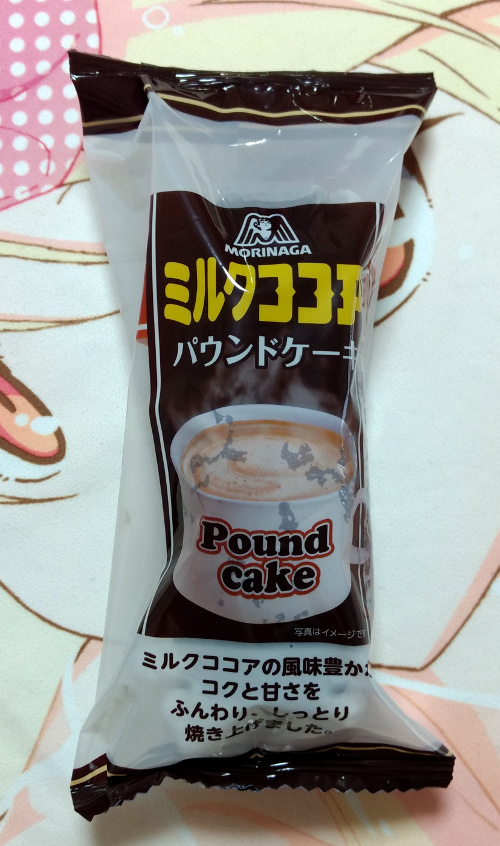 MORINAGA
ミルクココア
パウンドケーキ
Pound
cake
写真はイメージです
ミルクココアの風味豊かな
コクと甘さを
ふんわり、しっとり
焼き上げました。